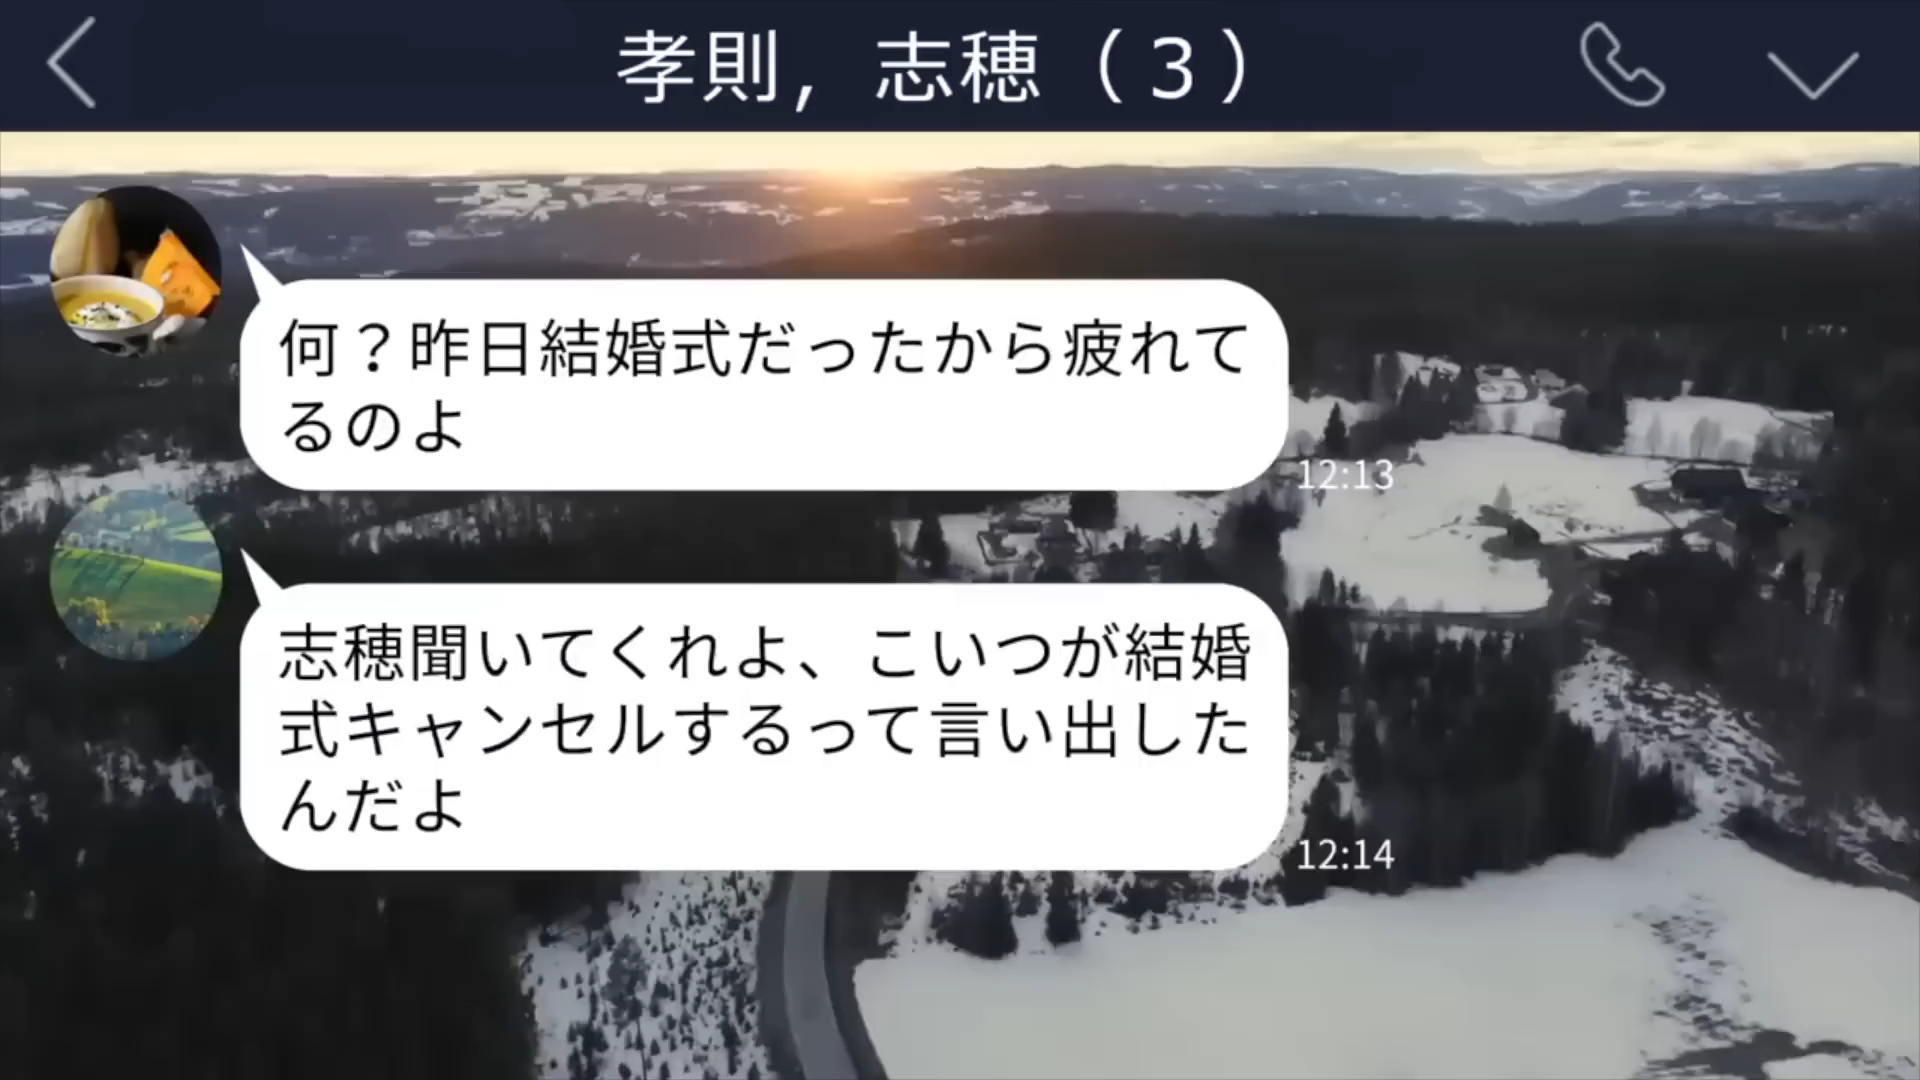 孝則，志穂（３）
何？昨日結婚式だったから疲れて
るのよ
12:13
志穂聞いてくれよ、こいつが結婚
式キャンセルするって言い出した
んだよ
12:14